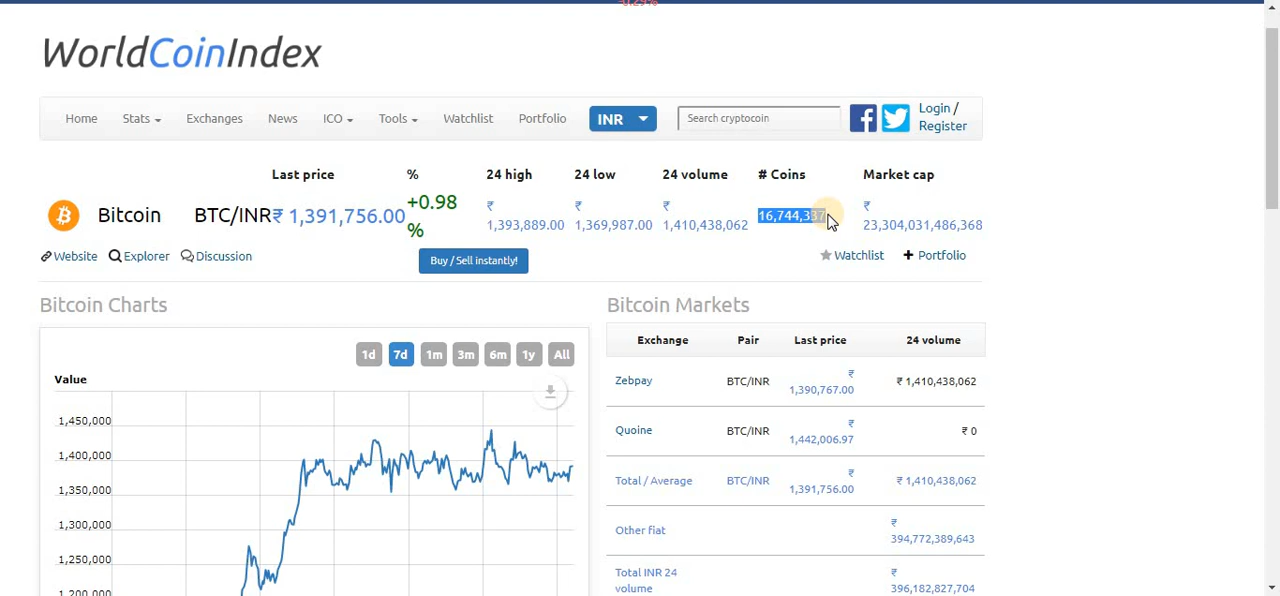 -0.29%
WorldCoinIndex
Home Stats Exchanges News ICO Tools Watchlist Portfolio INR Search cryptocoin Login /
Register
Last price % 24 high 24 low 24 volume # Coins Market cap
Bitcoin BTC/INR ₹ 1,391,756.00 +0.98
%
₹ 1,393,889.00 ₹ 1,369,987.00 ₹ 1,410,438,062 16,744,337 ₹ 23,304,031,486,368
Website Explorer Discussion Buy / Sell instantly! Watchlist Portfolio
Bitcoin Charts
1d 7d 1m 3m 6m 1y All
Value
1,450,000
1,400,000
1,350,000
1,300,000
1,250,000
1,200,000
Bitcoin Markets
Exchange Pair Last price 24 volume
Zebpay BTC/INR ₹ 1,390,767.00 ₹ 1,410,438,062
Quoine BTC/INR ₹ 1,442,006.97 ₹ 0
Total / Average BTC/INR ₹ 1,391,756.00 ₹ 1,410,438,062
Other fiat ₹ 394,772,389,643
Total INR 24
volume ₹ 396,182,827,704